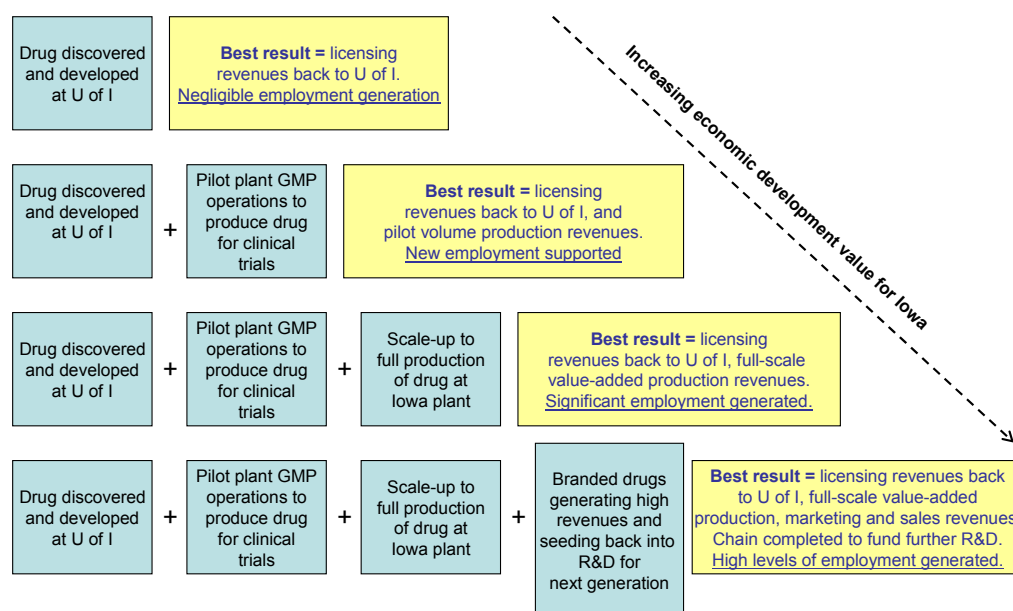 Drug discovered
and developed
at U of I
Best result = licensing
revenues back to U of I.
Negligible employment generation
Increasing economic development value for Iowa
Drug discovered
and developed
at U of I
+
Pilot plant GMP
operations to
produce drug
for clinical
trials
Best result = licensing
revenues back to U of I, and
pilot volume production revenues.
New employment supported
Drug discovered
and developed
at U of I
+
Pilot plant GMP
operations to
produce drug
for clinical
trials
+
Scale-up to
full production
of drug at
Iowa plant
Best result = licensing
revenues back to U of I, full-scale
value-added production revenues.
Significant employment generated.
Drug discovered
and developed
at U of I
+
Pilot plant GMP
operations to
produce drug
for clinical
trials
+
Scale-up to
full production
of drug at
Iowa plant
+
Branded drugs
generating high
revenues and
seeding back into
R&D for
next generation
Best result = licensing revenues back
to U of I, full-scale value-added
production, marketing and sales revenues
Chain completed to fund further R&D.
High levels of employment generated.